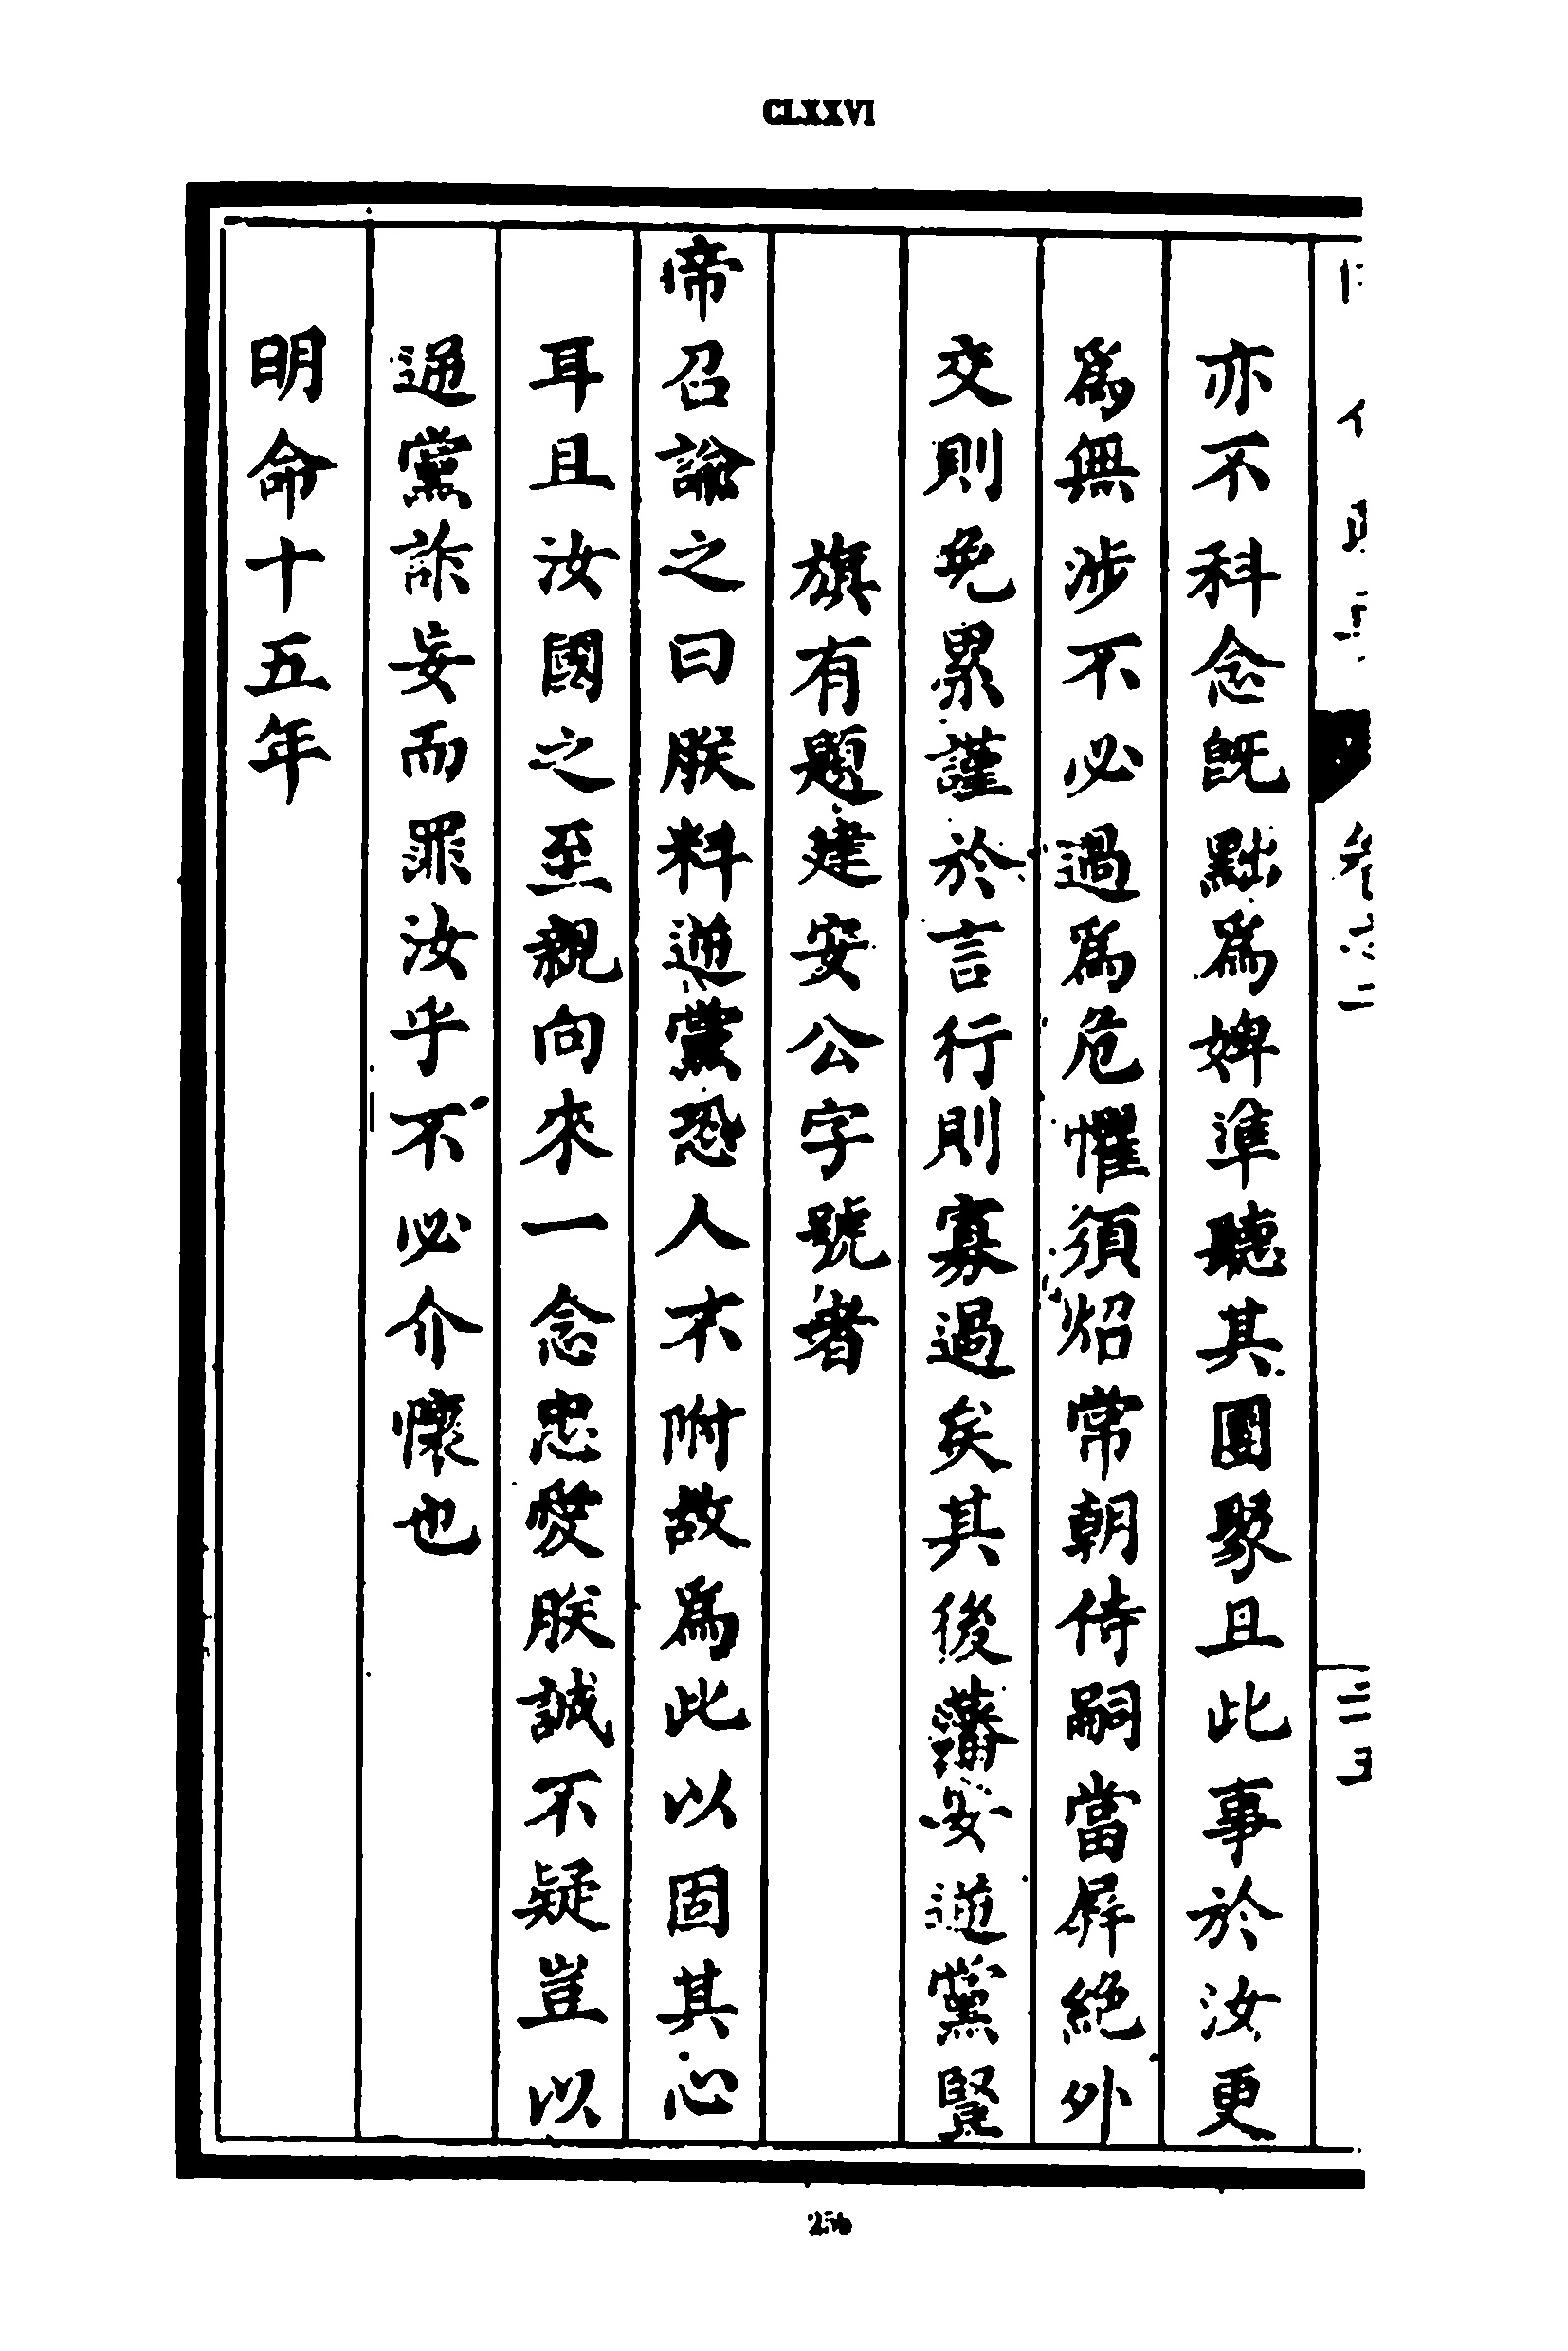 CLXXVI
亦不科念既黜爲婢準聽其團聚且此事於汝更
爲無涉不必過爲危懼須炤常朝侍嗣當屛絶外
交則免累謹於言行則寡過矣其後藩安逆黨豎
旗有題建安公字號者
帝召諭之曰朕料逆黨恐人不附故爲此以固其心
耳且汝國之至親向來一念忠愛朕誠不疑豈以
逆黨詐妄而罪汝乎不必介懷也
明命十五年
25b